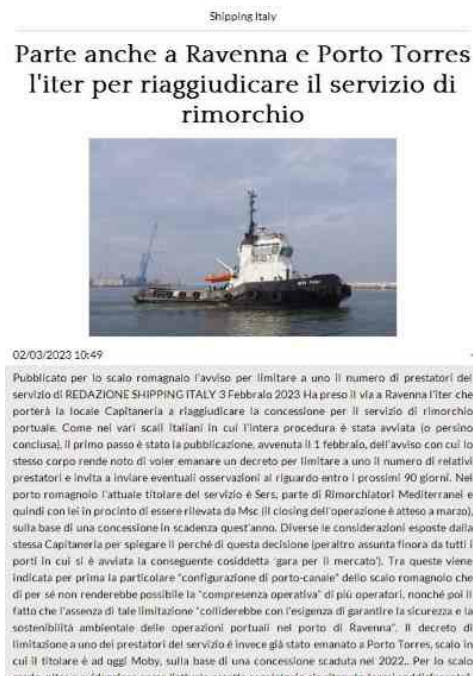 Shipping Italy
Parte anche a Ravenna e Porto Torres
l'iter per riaggiudicare il servizio di
rimorchio
02/03/2023 10:49
Pubblicato per lo scalo romagnolo l'avviso per limitare a uno il numero di prestatori del
servizio di REDAZIONE SHIPPING ITALY 3 Febbraio 2023 Ha preso il via a Ravenna l'iter che
porterà la locale Capitaneria a riaggiudicare la concessione per il servizio di rimorchio
portuale. Come nei vari scali italiani in cui l'intera procedura è stata avviata (o persino
conclusa), il primo passo è stato la pubblicazione, avvenuta il 1 febbraio, dell'avviso con cui lo
stesso corpo rende noto di voler emanare un decreto per limitare a uno il numero di relativi
prestatori e invita a inviare eventuali osservazioni al riguardo entro i prossimi 90 giorni. Nel
porto romagnolo l'attuale titolare del servizio è Sers, parte di Rimorchiatori Mediterranei e
quindi con lei in procinto di essere rilevata da Msc (il closing dell'operazione è atteso a marzo),
sulla base di una concessione in scadenza quest'anno. Diverse le considerazioni esposte dalla
stessa Capitaneria per spiegare il perché di questa decisione (peraltro assunta finora da tutti i
porti in cui si è avviata la conseguente cosiddetta 'gara per il mercato'). Tra queste viene
indicata per prima la particolare "configurazione di porto-canale" dello scalo romagnolo che
di per sé non renderebbe possibile la "compresenza operativa" di più operatori, nonché poi il
fatto che l'assenza di tale limitazione "colliderebbe con l'esigenza di garantire la sicurezza e la
sostenibilità ambientale delle operazioni portuali nel porto di Ravenna". Il decreto di
limitazione a uno dei prestatori del servizio è invece già stato emanato a Porto Torres, scalo in
cui il titolare è ad oggi Moby, sulla base di una concessione scaduta nel 2022.. Per lo scalo